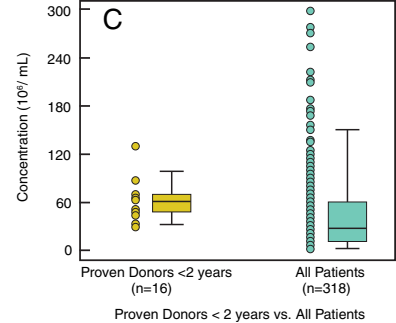 C
300
240
180
120
60
0
Concentration (10⁶/ mL)
Proven Donors <2 years
(n=16)
All Patients
(n=318)
Proven Donors < 2 years vs. All Patients